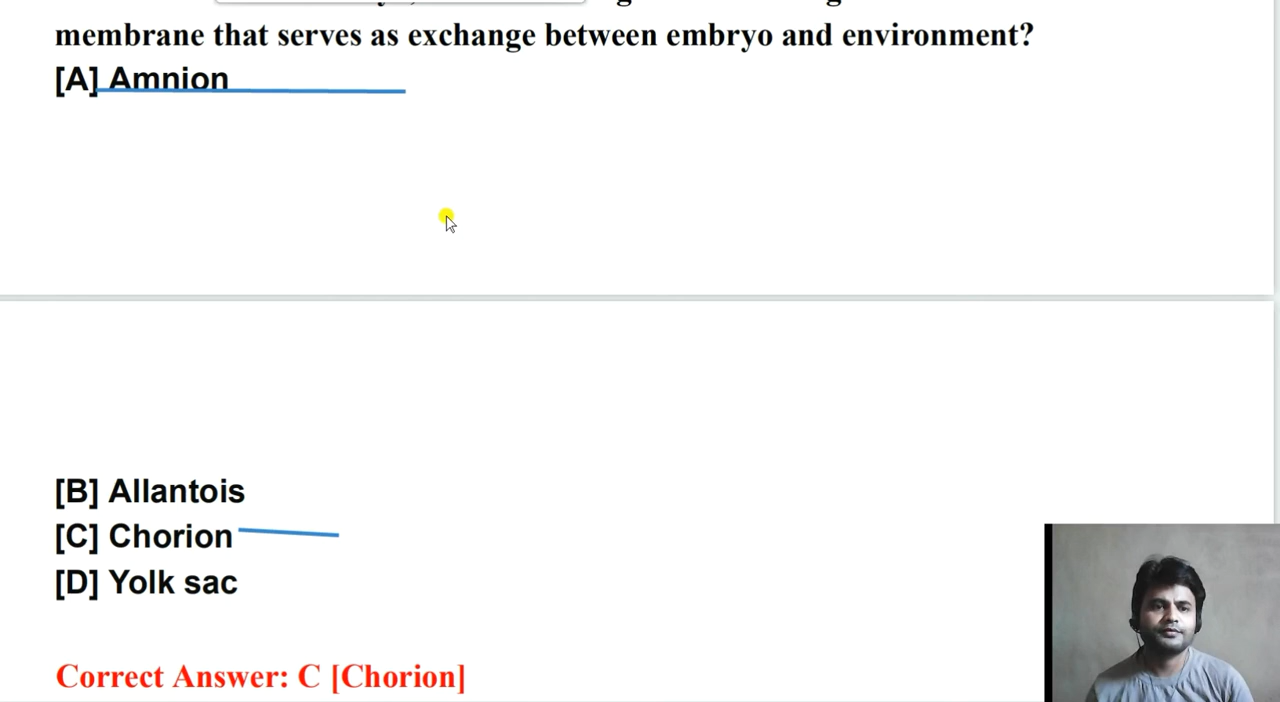 membrane that serves as exchange between embryo and environment?
[A] Amnion
[B] Allantois
[C] Chorion
[D] Yolk sac
Correct Answer: C [Chorion]